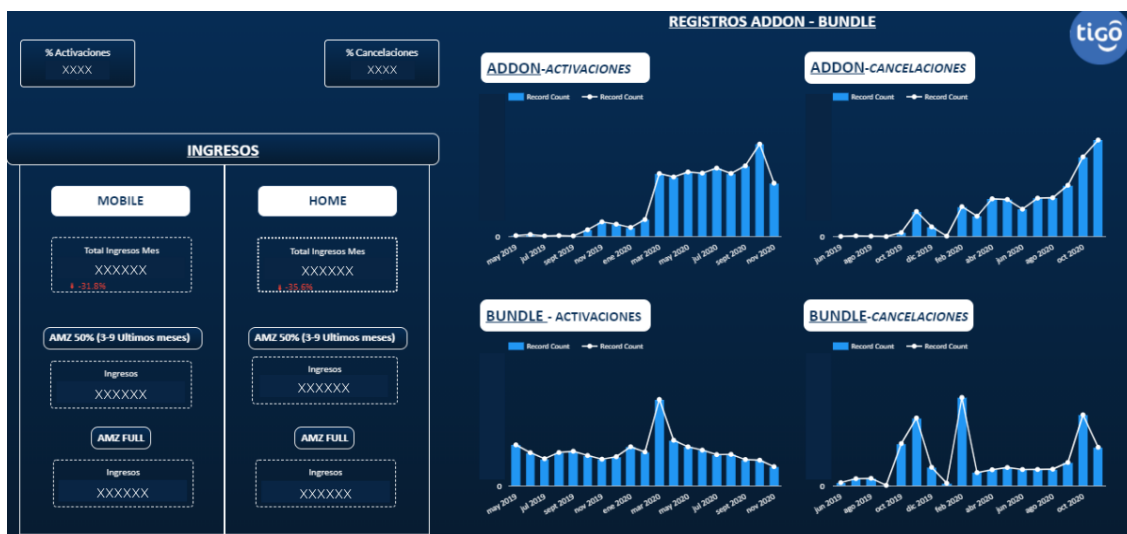 REGISTROS ADDON - BUNDLE
tigô
% Activaciones
XXXX
% Cancelaciones
XXXX
INGRESOS
MOBILE
Total Ingresos Mes
XXXXXX
-31.8%
AMZ 50% (3-9 Ultimos meses)
Ingresos
XXXXXX
AMZ FULL
Ingresos
XXXXXX
HOME
Total Ingresos Mes
XXXXXX
-35.6%
AMZ 50% (3-9 Ultimos meses)
Ingresos
XXXXXX
AMZ FULL
Ingresos
XXXXXX
ADDON-ACTIVACIONES
Record Count Record Count
0
may 2019 jul 2019 sept 2019 nov 2019 ene 2020 mar 2020 may 2020 jul 2020 sept 2020 nov 2020
ADDON-CANCELACIONES
Record Count Record Count
0
jun 2019 ago 2019 oct 2019 dic 2019 feb 2020 abr 2020 jun 2020 ago 2020 oct 2020
BUNDLE - ACTIVACIONES
Record Count Record Count
0
may 2019 jul 2019 sept 2019 nov 2019 ene 2020 mar 2020 may 2020 jul 2020 sept 2020 nov 2020
BUNDLE-CANCELACIONES
Record Count Record Count
0
jun 2019 ago 2019 oct 2019 dic 2019 feb 2020 abr 2020 jun 2020 ago 2020 oct 2020